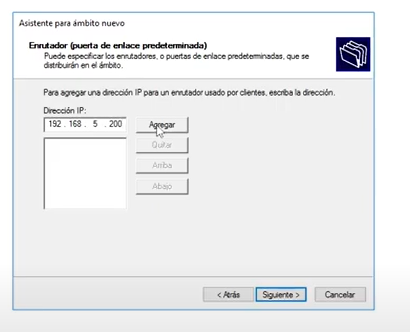 Asistente para ámbito nuevo
Enrutador (puerta de enlace predeterminada)
Puede especificar los enrutadores, o puertas de enlace predeterminadas, que se
distribuirán en el ámbito.
Para agregar una dirección IP para un enrutador usado por clientes, escriba la dirección.
Dirección IP:
192 . 168 . 5 . 200
Agregar
Quitar
Arriba
Abajo
< Atrás
Siguiente >
Cancelar